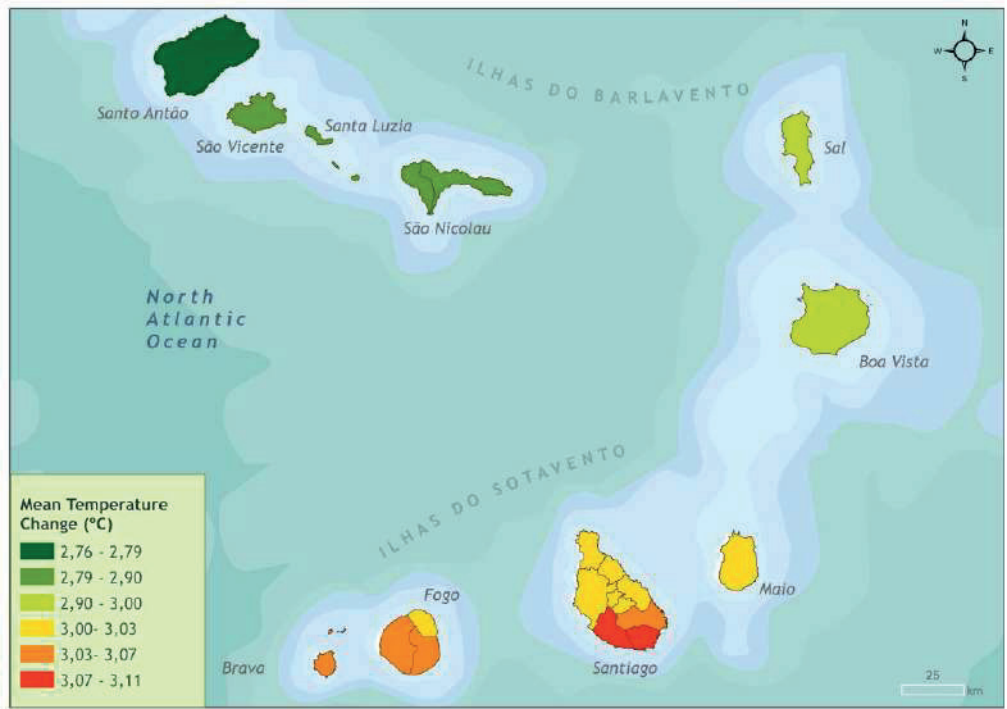 N
W E
S
ILHAS DO BARLAVENTO
Santo Antão
São Vicente
Santa Luzia
São Nicolau
Sal
North
Atlantic
Ocean
Boa Vista
ILHAS DO SOTAVENTO
Fogo
Maio
Brava
Santiago
Mean Temperature
Change (ºC)
2,76 - 2,79
2,79 - 2,90
2,90 - 3,00
3,00- 3,03
3,03- 3,07
3,07 - 3,11
25
km